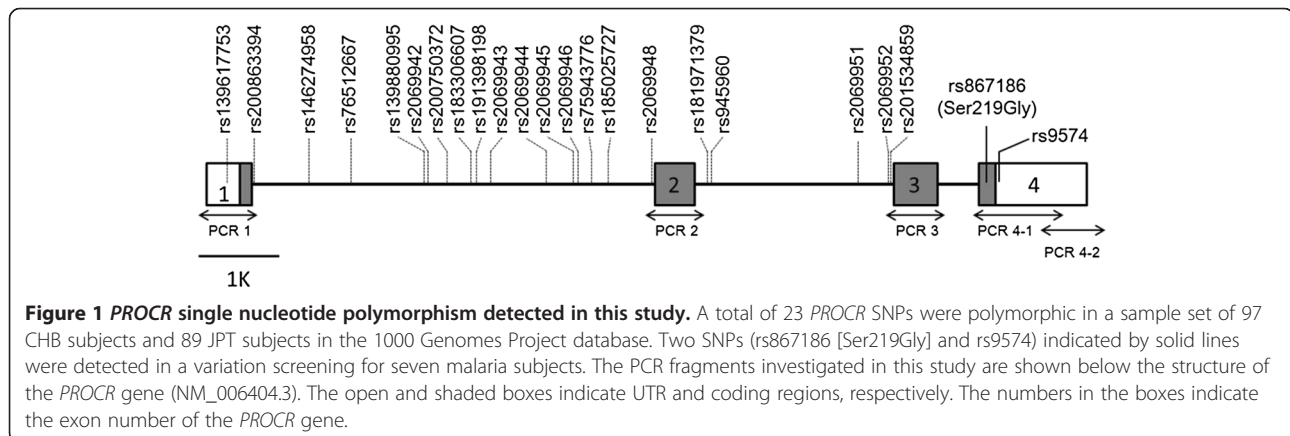 rs139617753
rs200863394
rs146274958
rs76512667
rs139880995
rs2069942
rs200750372
rs183306607
rs191398198
rs2069943
rs2069944
rs2069945
rs2069946
rs75943776
rs185025727
rs2069948
rs181971379
rs945960
rs2069951
rs2069952
rs201534859
rs867186
(Ser219Gly)
rs9574
1
2
3
4
PCR 1
PCR 2
PCR 3
PCR 4-1
PCR 4-2
1K
Figure 1 PROCR single nucleotide polymorphism detected in this study. A total of 23 PROCR SNPs were polymorphic in a sample set of 97
CHB subjects and 89 JPT subjects in the 1000 Genomes Project database. Two SNPs (rs867186 [Ser219Gly] and rs9574) indicated by solid lines
were detected in a variation screening for seven malaria subjects. The PCR fragments investigated in this study are shown below the structure of
the PROCR gene (NM_006404.3). The open and shaded boxes indicate UTR and coding regions, respectively. The numbers in the boxes indicate
the exon number of the PROCR gene.